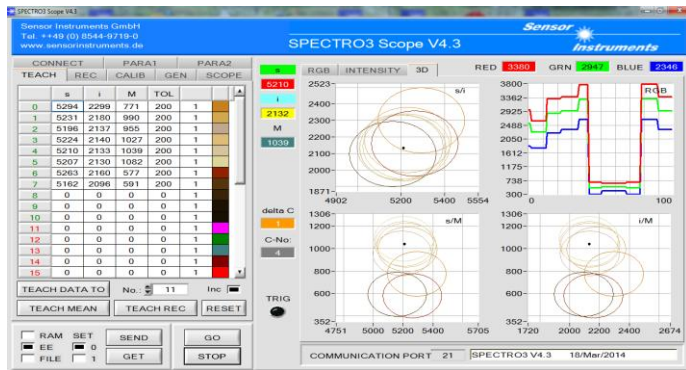 SPECTRO3 Scope V4.3
Sensor Instruments GmbH
Tel. ++49 (0) 8544-9719-0
www.sensorinstruments.de
SPECTRO3 Scope V4.3
Sensor Instruments
CONNECT PARA1 PARA2
TEACH REC CALIB GEN SCOPE
s i M TOL
0 5294 2299 771 200 1
1 5231 2180 990 200 1
2 5196 2137 955 200 1
3 5224 2140 1027 200 1
4 5210 2133 1039 200 1
5 5207 2130 1082 200 1
6 5263 2160 577 200 1
7 5162 2096 591 200 1
8 0 0 0 0 1
9 0 0 0 0 1
10 0 0 0 0 1
11 0 0 0 0 1
12 0 0 0 0 1
13 0 0 0 0 1
14 0 0 0 0 1
15 0 0 0 0 1
TEACH DATA TO No.: 11 Inc
TEACH MEAN TEACH REC RESET
RAM SET SEND GO
EE 0
FILE 1 GET STOP
s
5210
i
2132
M
1039
delta C
1
C-No:
4
TRIG
RGB INTENSITY 3D RED 3380 GRN 2947 BLUE 2346
s/i
2523
2400
2300
2200
2100
2000
1871
4902 5200 5400 5554
RGB
3800
3362
2925
2488
2050
1612
1175
738
300
0 100
s/M
1306
1200
1000
800
600
352
4751 5000 5200 5400 5705
i/M
1306
1200
1000
800
600
352
1720 2000 2200 2400 2674
COMMUNICATION PORT 21 SPECTRO3 V4.3 18/Mar/2014